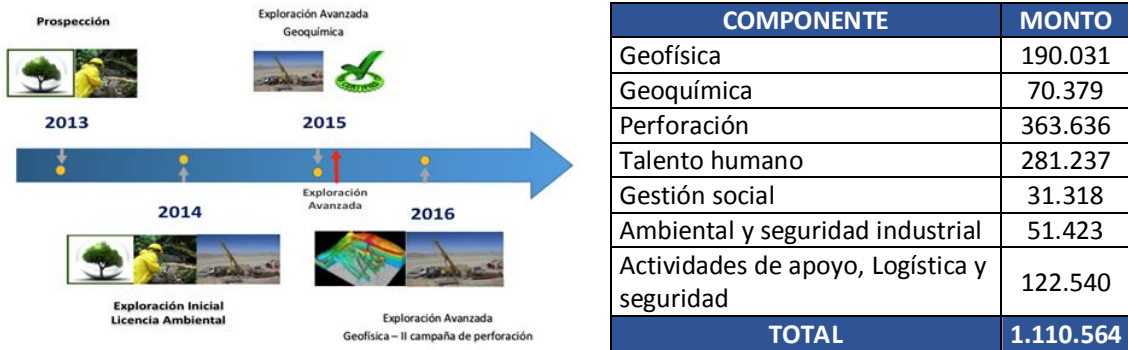 Prospección
Exploración Avanzada
Geoquímica
2013
2015
Exploración
Avanzada
2014
2016
Exploración Inicial
Licencia Ambiental
Exploración Avanzada
Geofísica – II campaña de perforación
COMPONENTE MONTO
Geofísica 190.031
Geoquímica 70.379
Perforación 363.636
Talento humano 281.237
Gestión social 31.318
Ambiental y seguridad industrial 51.423
Actividades de apoyo, Logística y
seguridad 122.540
TOTAL 1.110.564